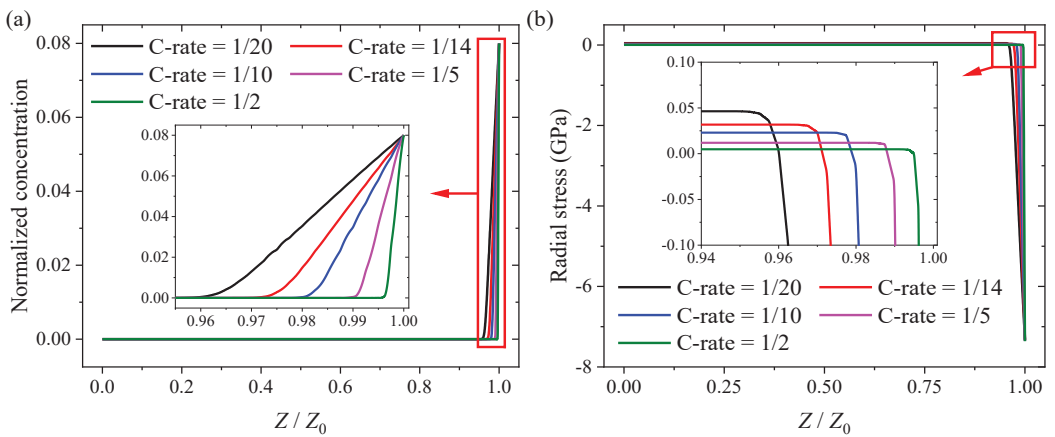 (a)
Normalized concentration
0.08
0.06
0.04
0.02
0.00
C-rate = 1/20
C-rate = 1/14
C-rate = 1/10
C-rate = 1/5
C-rate = 1/2
0.08
0.06
0.04
0.02
0.00
0.96 0.97 0.98 0.99 1.00
0.0 0.2 0.4 0.6 0.8 1.0
Z / Z₀
(b)
Radial stress (GPa)
0
-2
-4
-6
-8
0.10
0.05
0.00
-0.05
-0.10
0.94 0.96 0.98 1.00
C-rate = 1/20
C-rate = 1/14
C-rate = 1/10
C-rate = 1/5
C-rate = 1/2
0.00 0.25 0.50 0.75 1.00
Z / Z₀